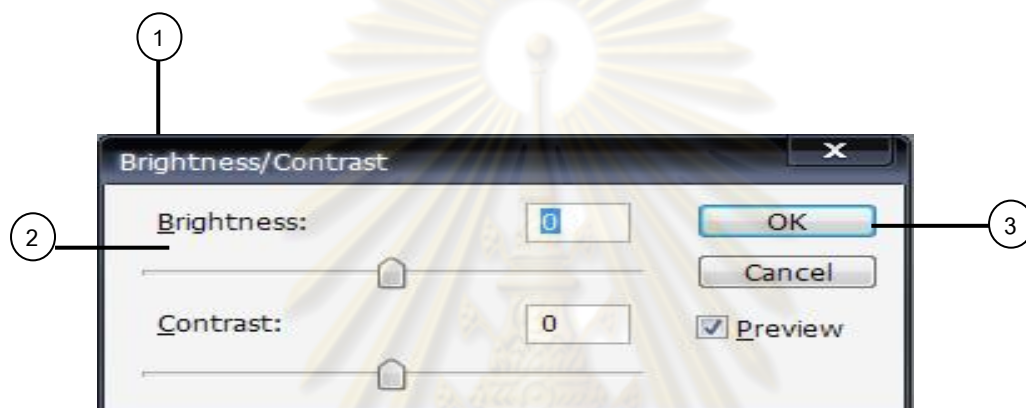 1
Brightness/Contrast
X
2
Brightness: 0
OK
3
Cancel
Contrast: 0
Preview